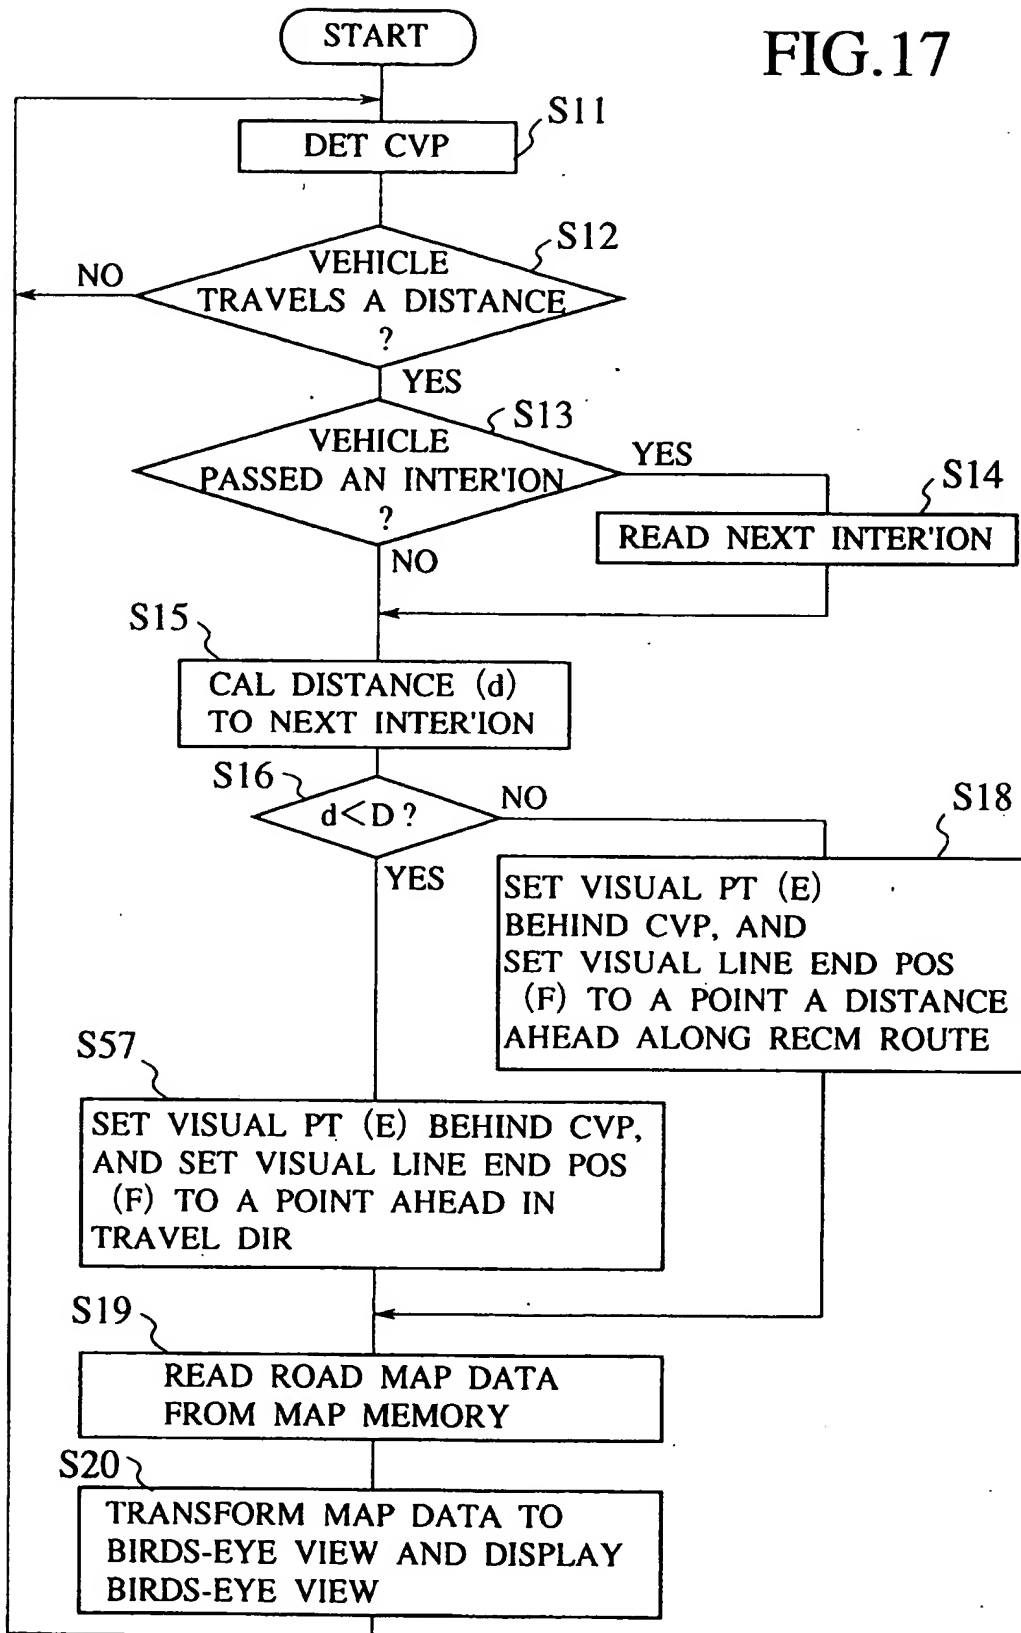 START
FIG.17
S11
DET CVP
S12
VEHICLE
TRAVELS A DISTANCE
?
NO
YES
S13
VEHICLE
PASSED AN INTER'ION
?
YES
NO
S14
READ NEXT INTER'ION
S15
CAL DISTANCE (d)
TO NEXT INTER'ION
S16
d<D?
NO
YES
S18
SET VISUAL PT (E)
BEHIND CVP, AND
SET VISUAL LINE END POS
(F) TO A POINT A DISTANCE
AHEAD ALONG RECM ROUTE
S57
SET VISUAL PT (E) BEHIND CVP,
AND SET VISUAL LINE END POS
(F) TO A POINT AHEAD IN
TRAVEL DIR
S19
READ ROAD MAP DATA
FROM MAP MEMORY
S20
TRANSFORM MAP DATA TO
BIRDS-EYE VIEW AND DISPLAY
BIRDS-EYE VIEW